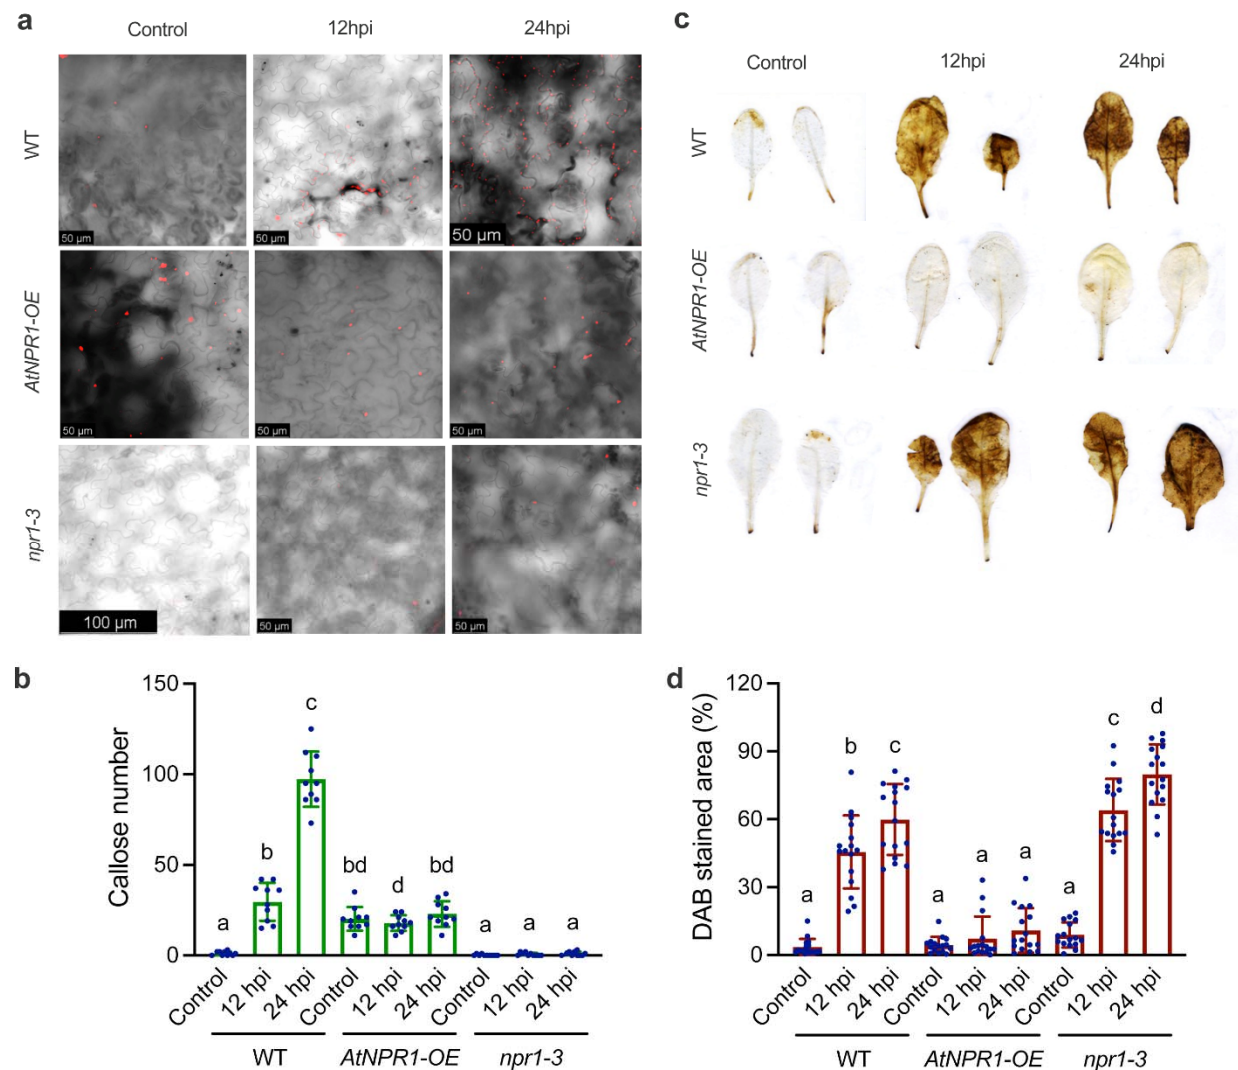 a
Control 12hpi 24hpi
WT
50 µm 50 µm 50 µm
AtNPR1-OE
50 µm 50 µm 50 µm
npr1-3
100 µm 50 µm 50 µm
c
Control 12hpi 24hpi
WT
AtNPR1-OE
npr1-3
b
Callose number
150
100
50
0
a b c bd d bd a a a
Control 12 hpi 24 hpi Control 12 hpi 24 hpi Control 12 hpi 24 hpi
WT AtNPR1-OE npr1-3
d
DAB stained area (%)
120
90
60
30
0
a b c a a a a c d
Control 12 hpi 24 hpi Control 12 hpi 24 hpi Control 12 hpi 24 hpi
WT AtNPR1-OE npr1-3